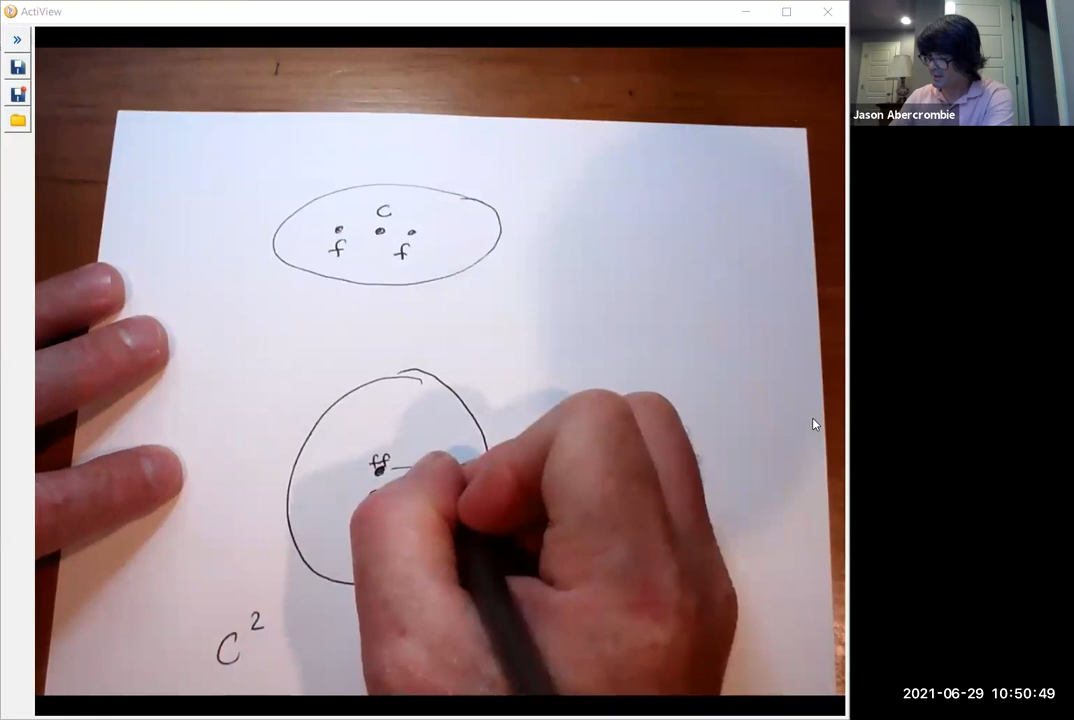 ActiView
Jason Abercrombie
c
f f
ff
C²
2021-06-29 10:50:49